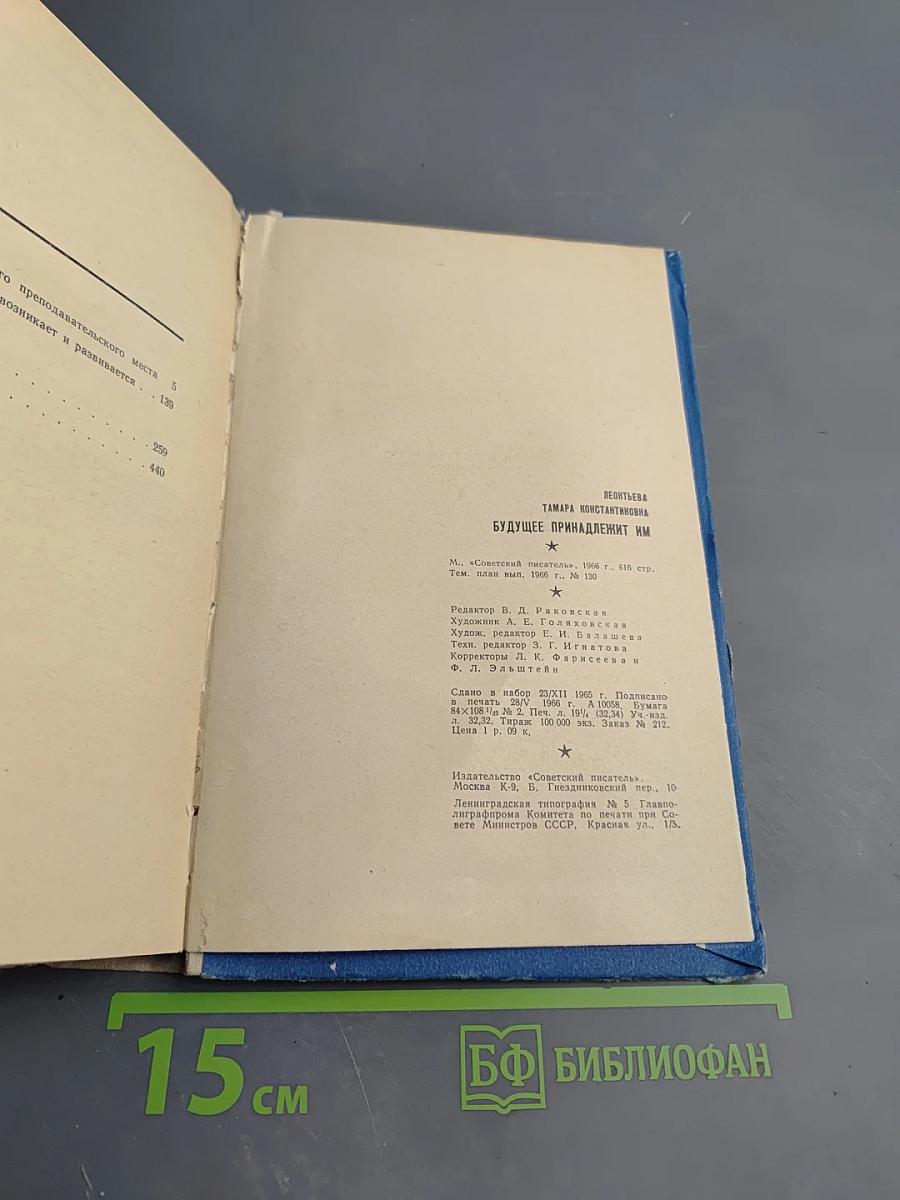 го преподавательского места 5
возникает и развивается . . 139
259
440
ЛЕОНТЬЕВА
ТАМАРА КОНСТАНТИНОВНА
БУДУЩЕЕ ПРИНАДЛЕЖИТ ИМ
М., «Советский писатель», 1966 г., 616 стр.
Тем. план вып. 1966 г., № 130
Редактор В. Д. Раковская
Художник А. Е. Голяховская
Худож. редактор Е. И. Балашева
Техн. редактор З. Г. Игнатова
Корректоры Л. К. Фарисеева и
Ф. Л. Эльштейн
Сдано в набор 23/XII 1965 г. Подписано
в печать 28/V 1966 г. А 10058. Бумага
84×108 1/32 № 2. Печ. л. 19 1/4 (32,34) Уч.-изд.
л. 32,32. Тираж 100 000 экз. Заказ № 212.
Цена 1 р. 09 к.
Издательство «Советский писатель».
Москва К-9, Б. Гнездниковский пер., 10
Ленинградская типография № 5 Главпо-
лиграфпрома Комитета по печати при Со-
вете Министров СССР, Красная ул., 1/3.
15 см
БФ БИБЛИОФАН